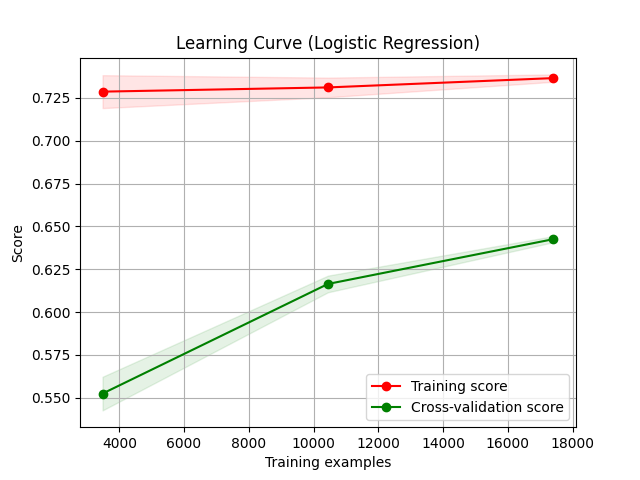 Learning Curve (Logistic Regression)
0.725
0.700
0.675
0.650
0.625
0.600
0.575
0.550
Score
Training score
Cross-validation score
4000 6000 8000 10000 12000 14000 16000 18000
Training examples